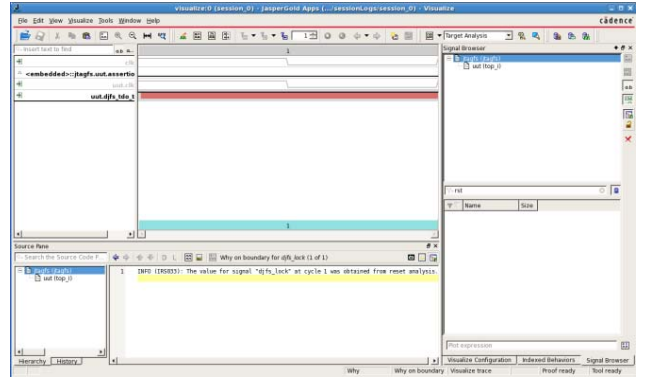 visualize:0 (session_0) - JasperGold Apps (.../sessionLogs/session_0) - Visualize
File Edit View Visualize Tools Window Help
cādence
Target Analysis
Insert text to find
1
Signal Browser
clk
jtagfs (jtagfs)
uut (top_i)
<embedded>::jtagfs.uut.assertio
uut.clk
uut.djfs_tdo_t
rst
Name
Size
1
Source Pane
Search the Source Code F...
Why on boundary for djfs_lock (1 of 1)
jtagfs (jtagfs)
uut (top_i)
1 INFO (IRS033): The value for signal "djfs_lock" at cycle 1 was obtained from reset analysis.
Plot expression
Hierarchy
History
Visualize Configuration
Indexed Behaviors
Signal Browser
Why
Why on boundary
Visualize trace
Proof ready
Tool ready